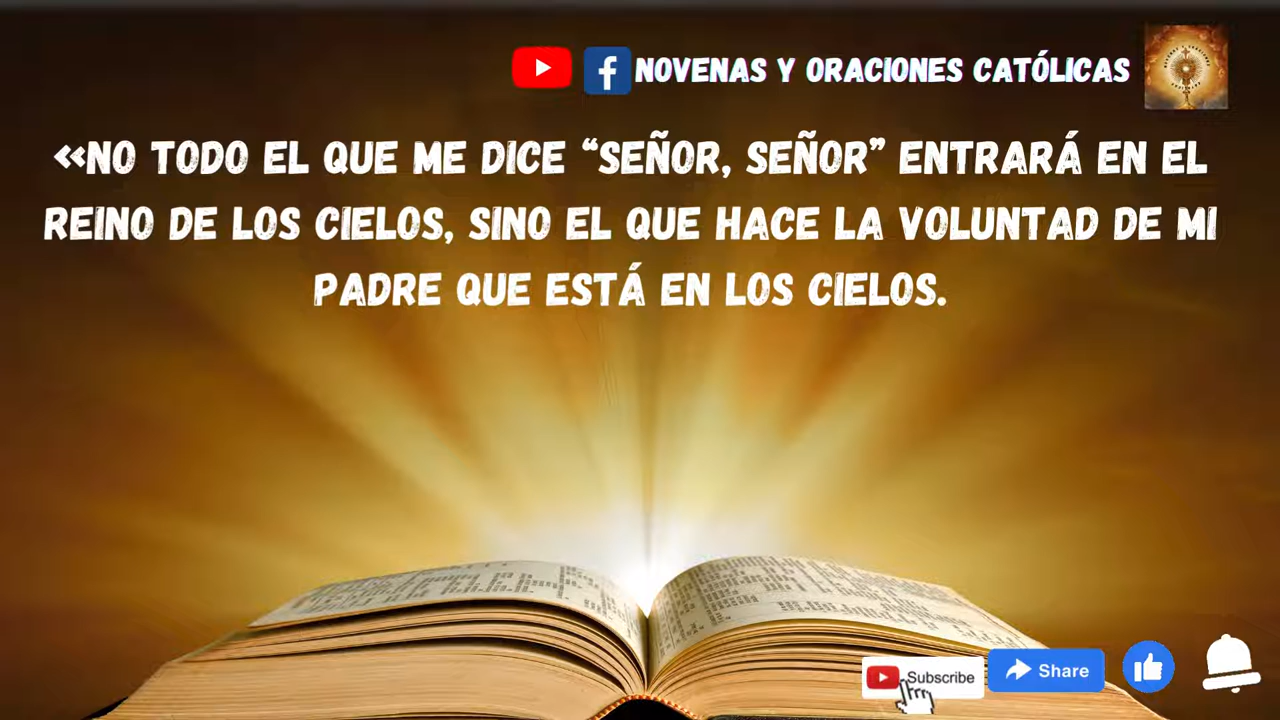 NOVENAS Y ORACIONES CATÓLICAS
«NO TODO EL QUE ME DICE “SEÑOR, SEÑOR” ENTRARÁ EN EL
REINO DE LOS CIELOS, SINO EL QUE HACE LA VOLUNTAD DE MI
PADRE QUE ESTÁ EN LOS CIELOS.
Subscribe
Share